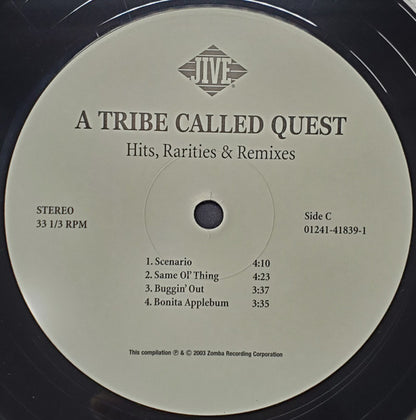 JIVE®
A TRIBE CALLED QUEST
Hits, Rarities & Remixes
STEREO
33 1/3 RPM
Side C
01241-41839-1
1. Scenario 4:10
2. Same Ol' Thing 4:23
3. Buggin' Out 3:37
4. Bonita Applebum 3:35
This compilation ℗ & © 2003 Zomba Recording Corporation